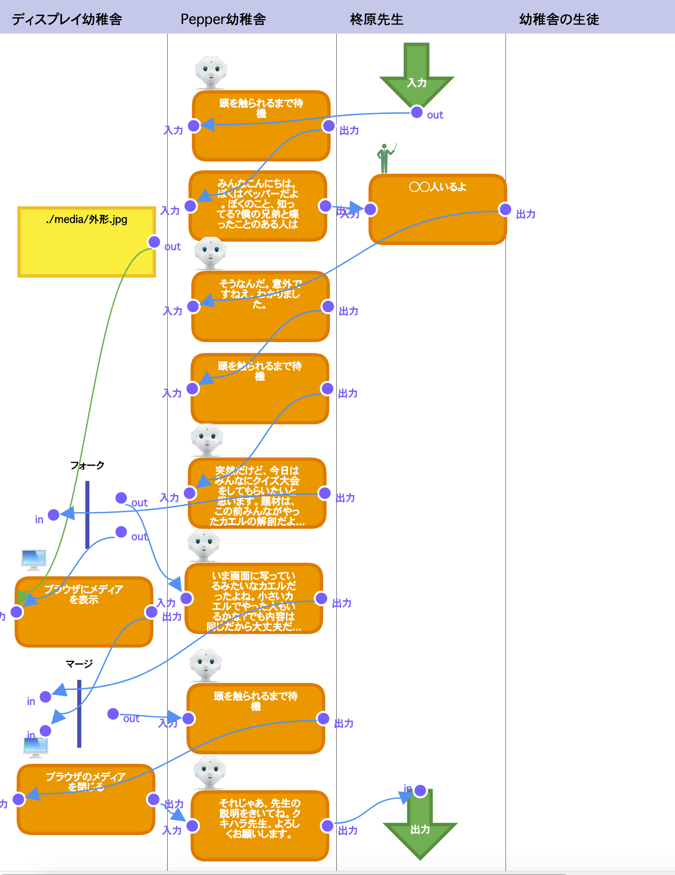 ディスプレイ幼稚舎
Pepper幼稚舎
柊原先生
幼稚舎の生徒
入力
out
頭を触られるまで待
機
入力
出力
みんなこんにちは。
ぼくはペッパーだよ
。ぼくのこと、知っ
てる?僕の兄弟と喋
ったことのある人は
入力
出力
入力
◯◯人いるよ
出力
./media/外形.jpg
out
そうなんだ。意外で
すねえ。わかりまし
た。
入力
出力
頭を触られるまで待
機
入力
出力
フォーク
in
out
out
突然だけど、今日は
みんなにクイズ大会
をしてもらいたいと
思います。題材は、
この前みんながやっ
たカエルの解剖だよ...
入力
出力
ブラウザにメディア
を表示
力
出力
いま画面に写ってい
るみたいなカエルだ
ったよね。小さいカ
エルでやった人もい
るかな?でも内容は
同じだから大丈夫だ...
入力
出力
マージ
in
in
out
頭を触られるまで待
機
入力
出力
ブラウザのメディア
を閉じる
力
出力
それじゃあ、先生の
説明をきいてね。ク
キハラ先生、よろし
くお願いします。
入力
出力
in
出力